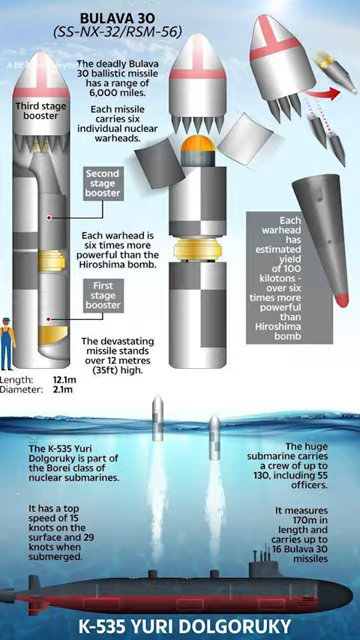 BULAVA 30
(SS-NX-32/RSM-56)
The deadly Bulava
30 ballistic missile
has a range of
6,000 miles.
Third stage
booster
Each missile
carries six
individual nuclear
warheads.
Second
stage
booster
Each warhead is
six times more
powerful than the
Hiroshima bomb.
First
stage
booster
The devastating
missile stands
over 12 metres
(35ft) high.
Each
warhead
has
estimated
yield
of 100
kilotons -
over six
times more
powerful
than
Hiroshima
bomb
Length: 12.1m
Diameter: 2.1m
The K-535 Yuri
Dolgoruky is part of
the Borei class of
nuclear submarines.
The huge
submarine carries
a crew of up to
130, including 55
officers.
It has a top
speed of 15
knots on the
surface and 29
knots when
submerged.
It measures
170m in
length and
carries up to
16 Bulava 30
missiles
K-535 YURI DOLGORUKY